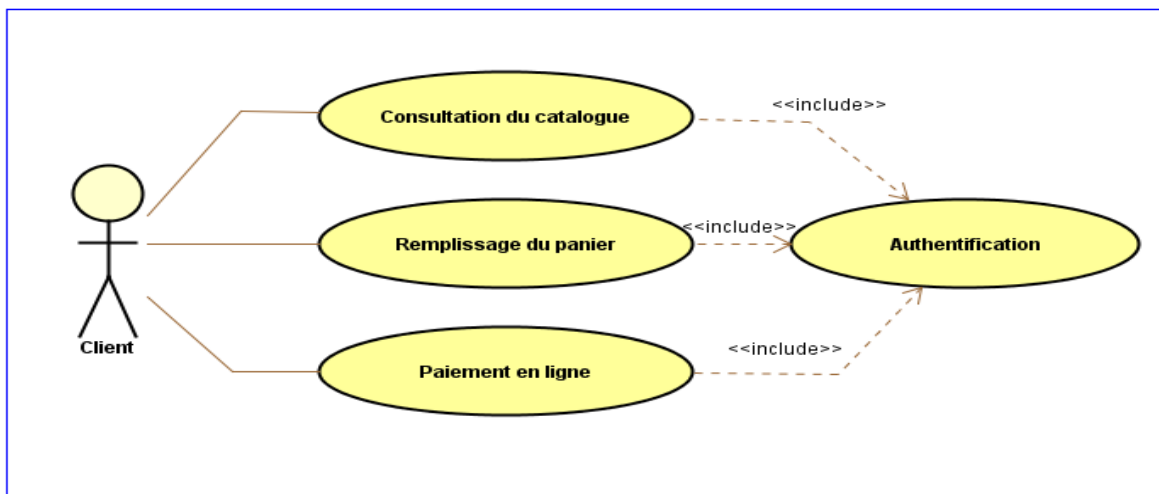 <<include>>
Consultation du catalogue
<<include>>
Remplissage du panier
Authentification
Client
<<include>>
Paiement en ligne